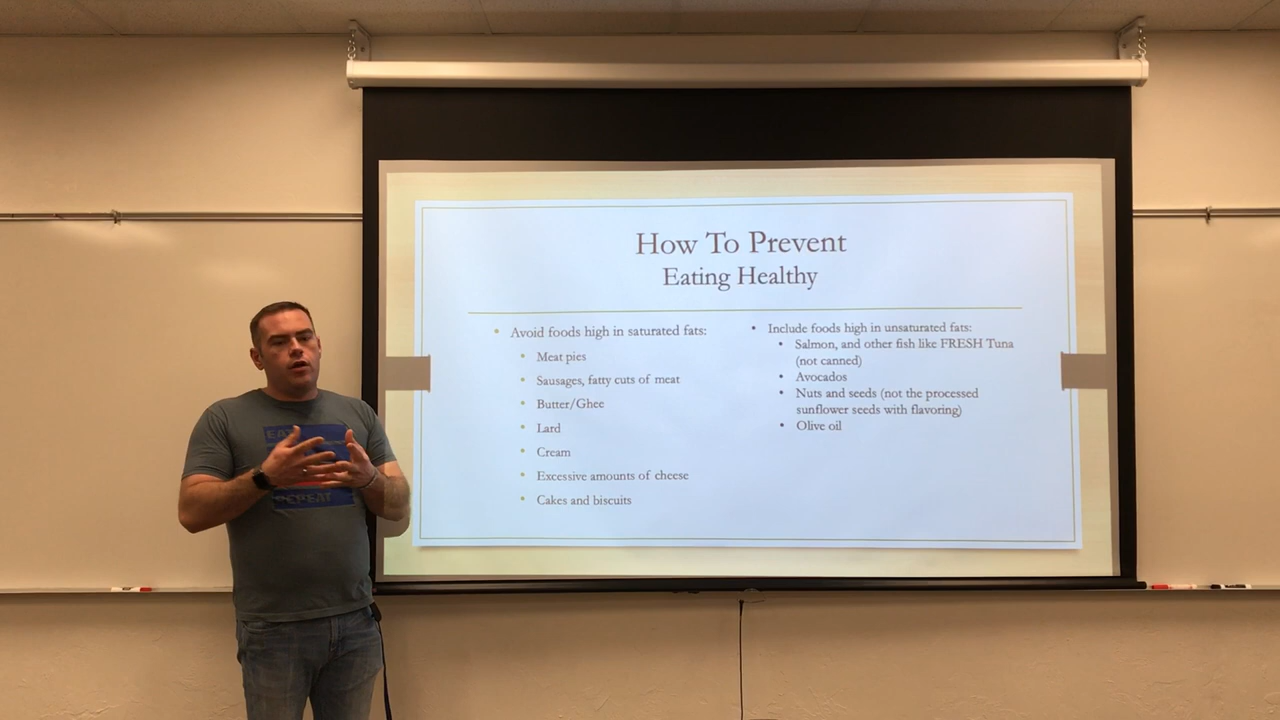 How To Prevent
Eating Healthy
Avoid foods high in saturated fats:
Meat pies
Sausages, fatty cuts of meat
Butter/Ghee
Lard
Cream
Excessive amounts of cheese
Cakes and biscuits
Include foods high in unsaturated fats:
Salmon, and other fish like FRESH Tuna
(not canned)
Avocados
Nuts and seeds (not the processed
sunflower seeds with flavoring)
Olive oil
REPEAT